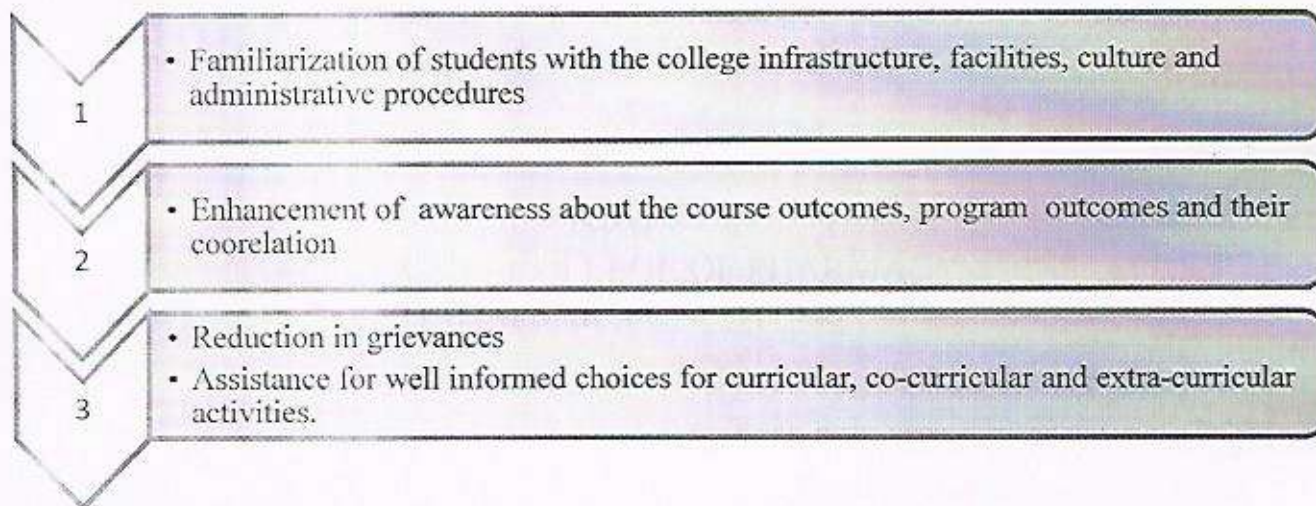 1
• Familiarization of students with the college infrastructure, facilities, culture and
administrative procedures
2
• Enhancement of awareness about the course outcomes, program outcomes and their
coorelation
3
• Reduction in grievances
• Assistance for well informed choices for curricular, co-curricular and extra-curricular
activities.